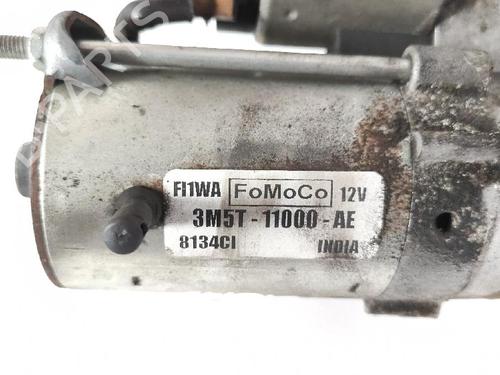 FI1WA FoMoCo 12V
3M5T-11000-AE
8134CI INDIA